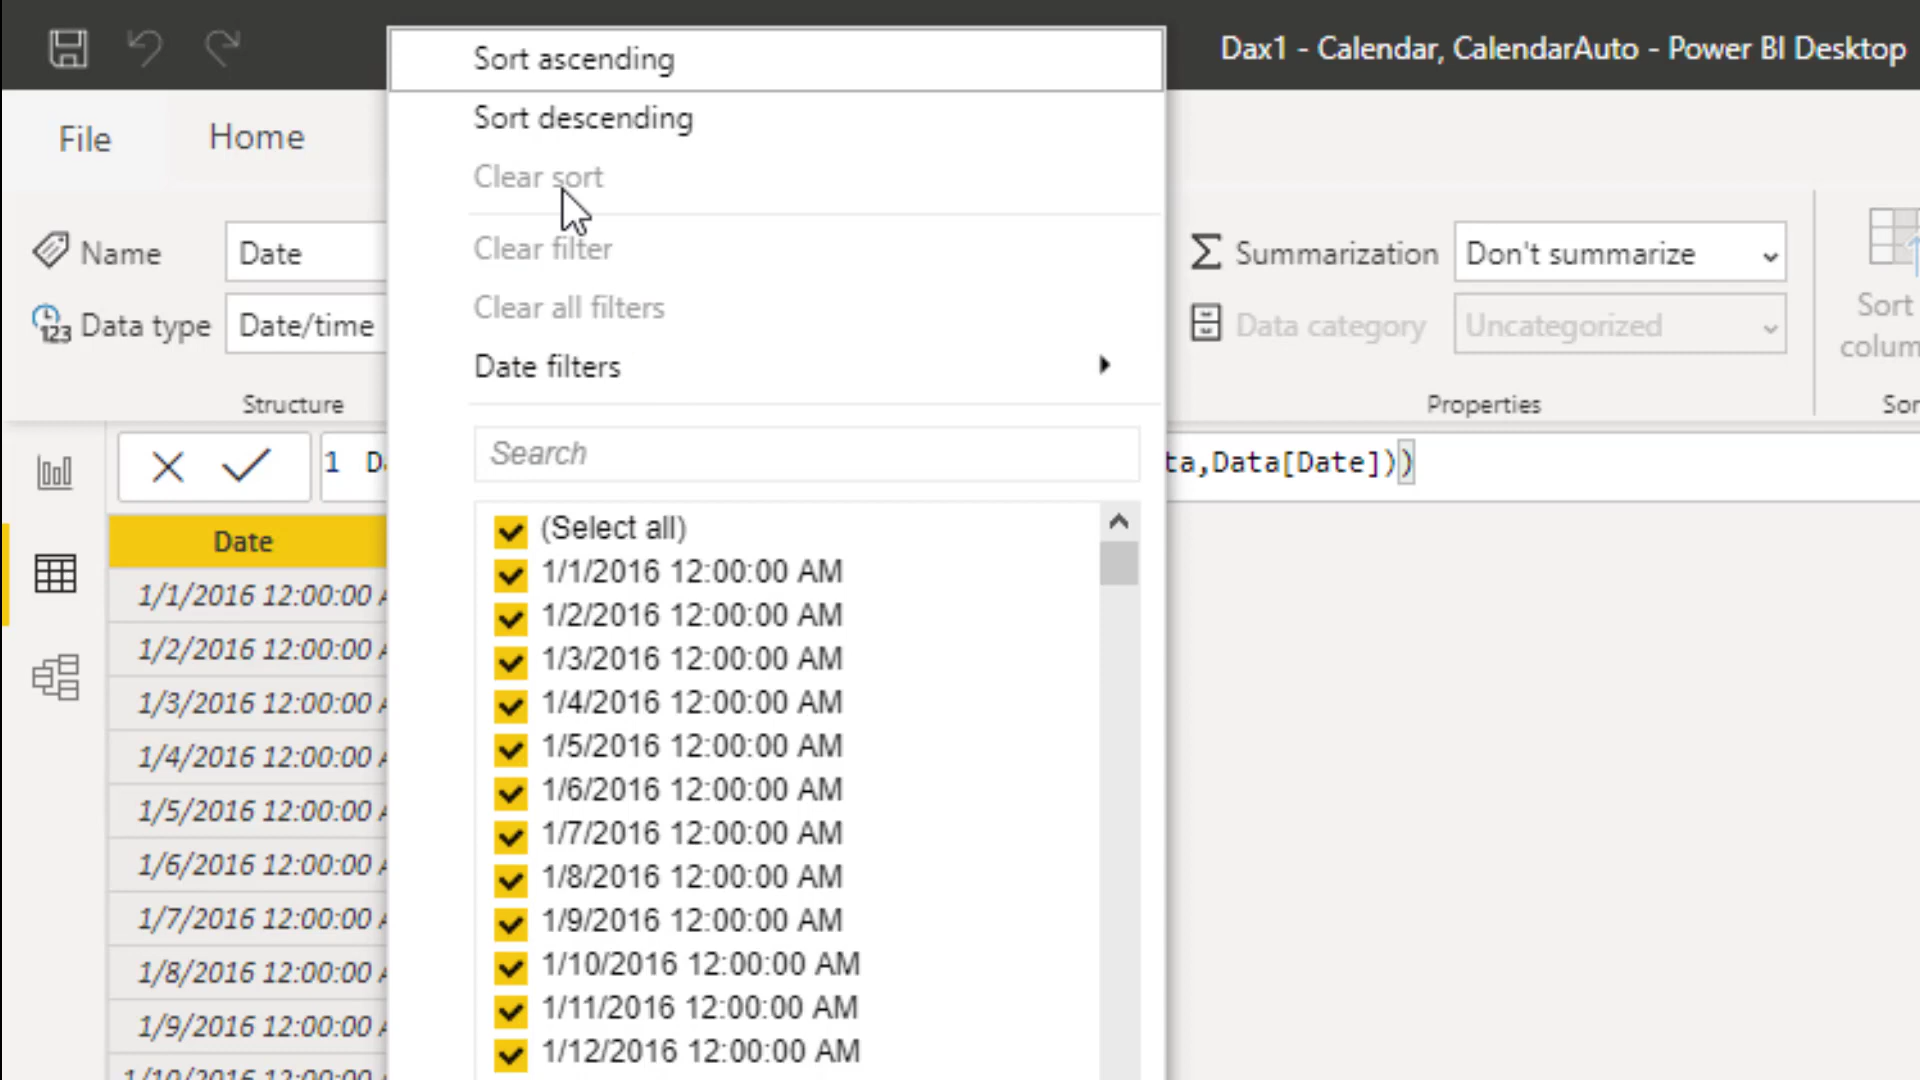 Dax1 - Calendar, CalendarAuto - Power BI Desktop
File
Home
Sort ascending
Sort descending
Clear sort
Clear filter
Clear all filters
Date filters
Search
(Select all)
1/1/2016 12:00:00 AM
1/2/2016 12:00:00 AM
1/3/2016 12:00:00 AM
1/4/2016 12:00:00 AM
1/5/2016 12:00:00 AM
1/6/2016 12:00:00 AM
1/7/2016 12:00:00 AM
1/8/2016 12:00:00 AM
1/9/2016 12:00:00 AM
1/10/2016 12:00:00 AM
1/11/2016 12:00:00 AM
1/12/2016 12:00:00 AM
Name
Date
123 Data type
Date/time
Structure
Summarization
Don't summarize
Data category
Uncategorized
Properties
Sort
1
ta,Data[Date]))
Date
1/1/2016 12:00:00
1/2/2016 12:00:00
1/3/2016 12:00:00
1/4/2016 12:00:00
1/5/2016 12:00:00
1/6/2016 12:00:00
1/7/2016 12:00:00
1/8/2016 12:00:00
1/9/2016 12:00:00
1/10/2016 12:00:00